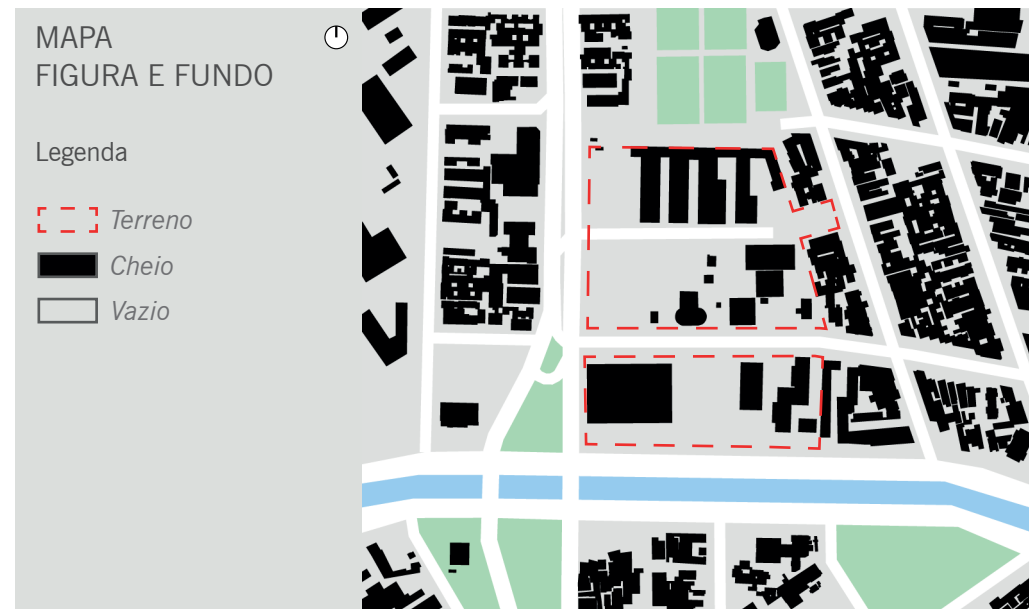 MAPA
FIGURA E FUNDO
Legenda
Terreno
Cheio
Vazio